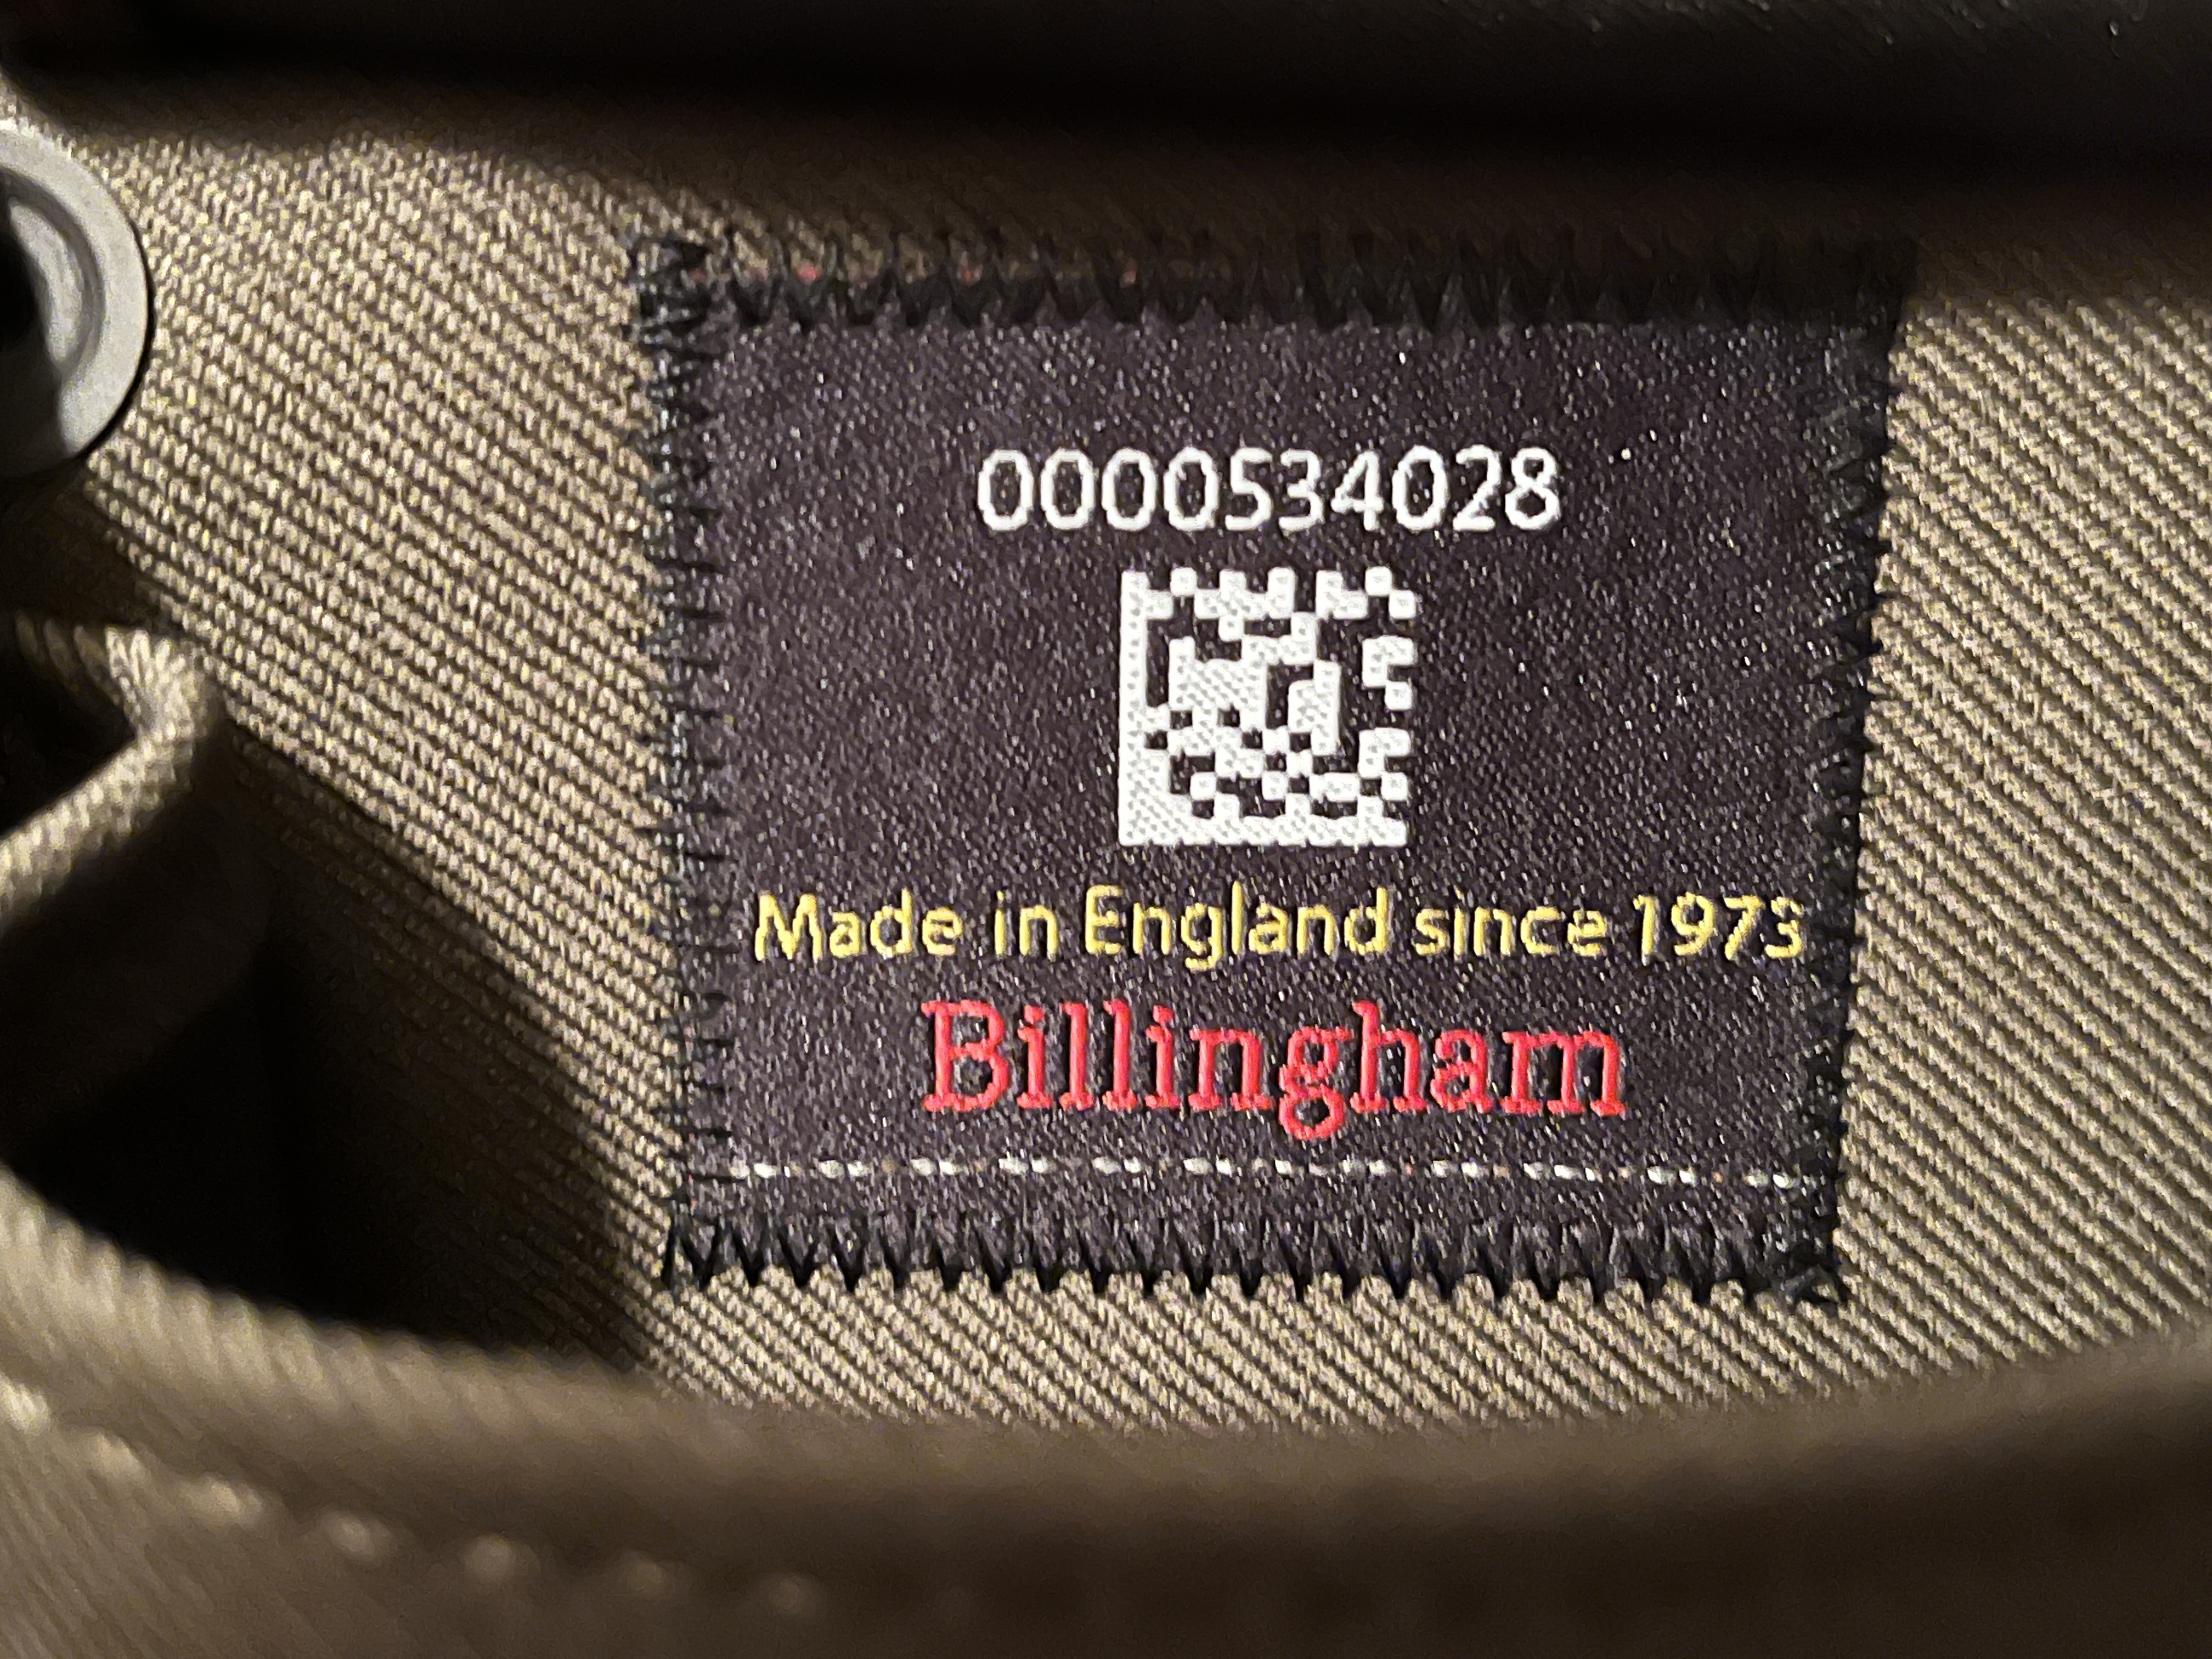 0000534028
Made in England since 1973
Billingham